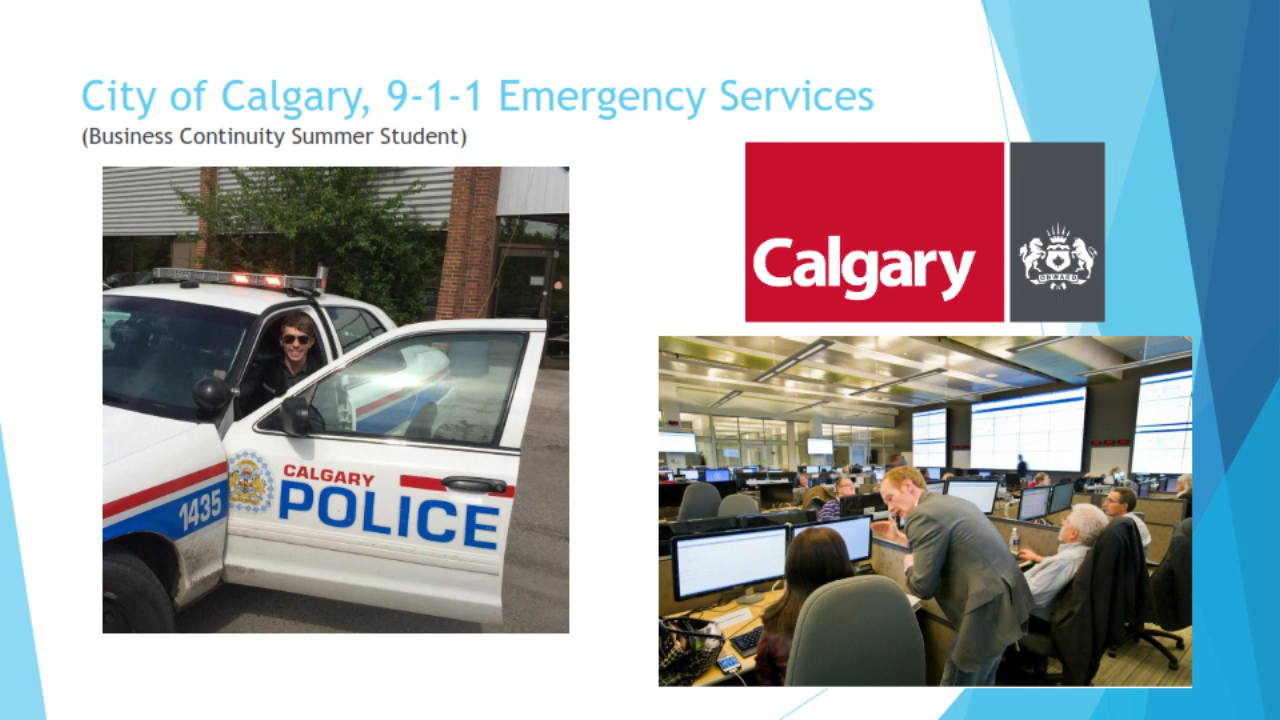 City of Calgary, 9-1-1 Emergency Services
(Business Continuity Summer Student)
Calgary
ONWARD
CALGARY
POLICE
1435